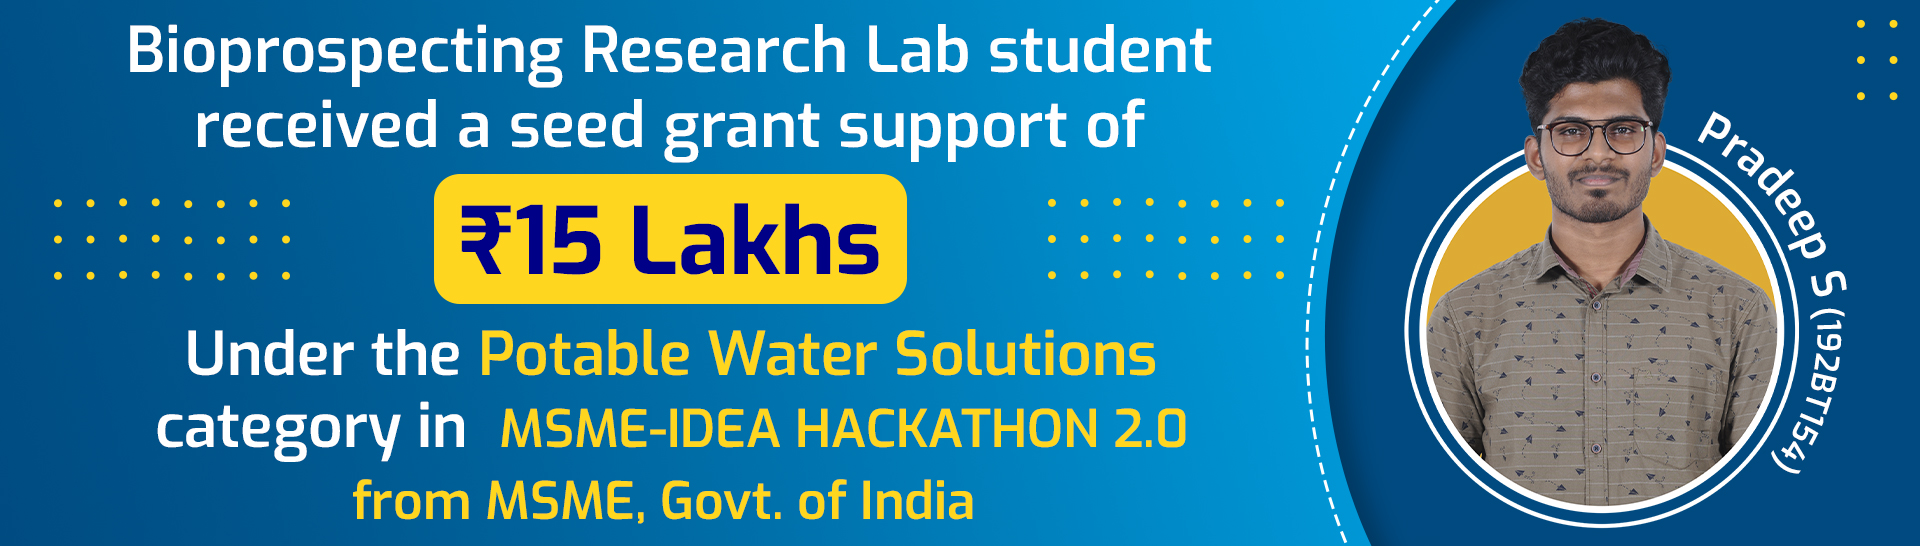 Bioprospecting Research Lab student
received a seed grant support of
₹15 Lakhs
Under the Potable Water Solutions
category in MSME-IDEA HACKATHON 2.0
from MSME, Govt. of India
Pradeep S (192BT154)